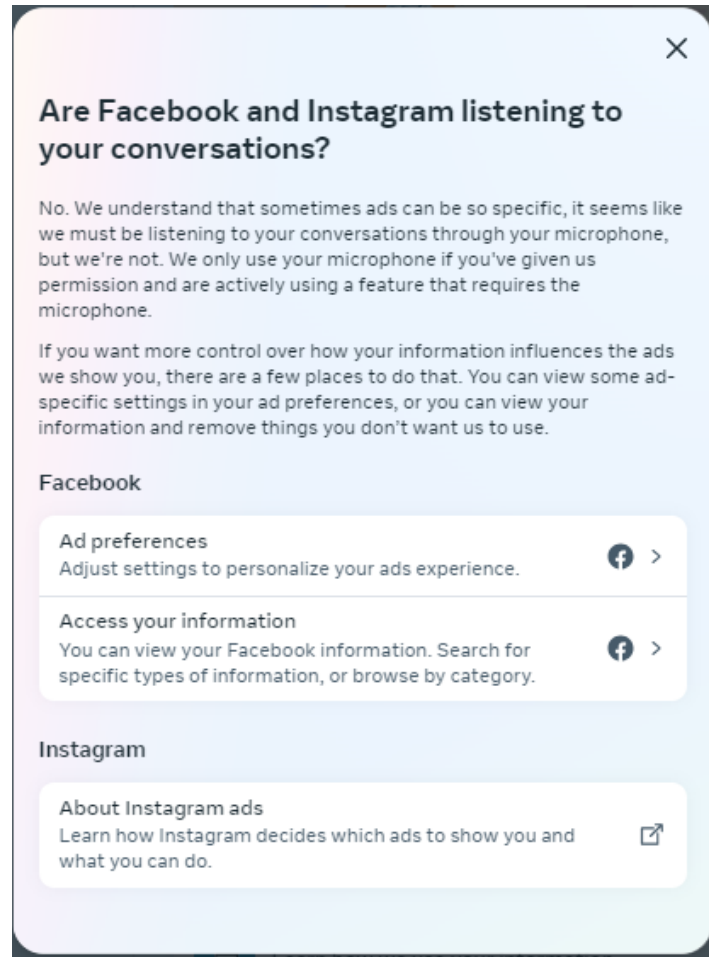 Are Facebook and Instagram listening to
your conversations?
No. We understand that sometimes ads can be so specific, it seems like
we must be listening to your conversations through your microphone,
but we're not. We only use your microphone if you've given us
permission and are actively using a feature that requires the
microphone.
If you want more control over how your information influences the ads
we show you, there are a few places to do that. You can view some ad-
specific settings in your ad preferences, or you can view your
information and remove things you don't want us to use.
Facebook
Ad preferences
Adjust settings to personalize your ads experience.
Access your information
You can view your Facebook information. Search for
specific types of information, or browse by category.
Instagram
About Instagram ads
Learn how Instagram decides which ads to show you and
what you can do.